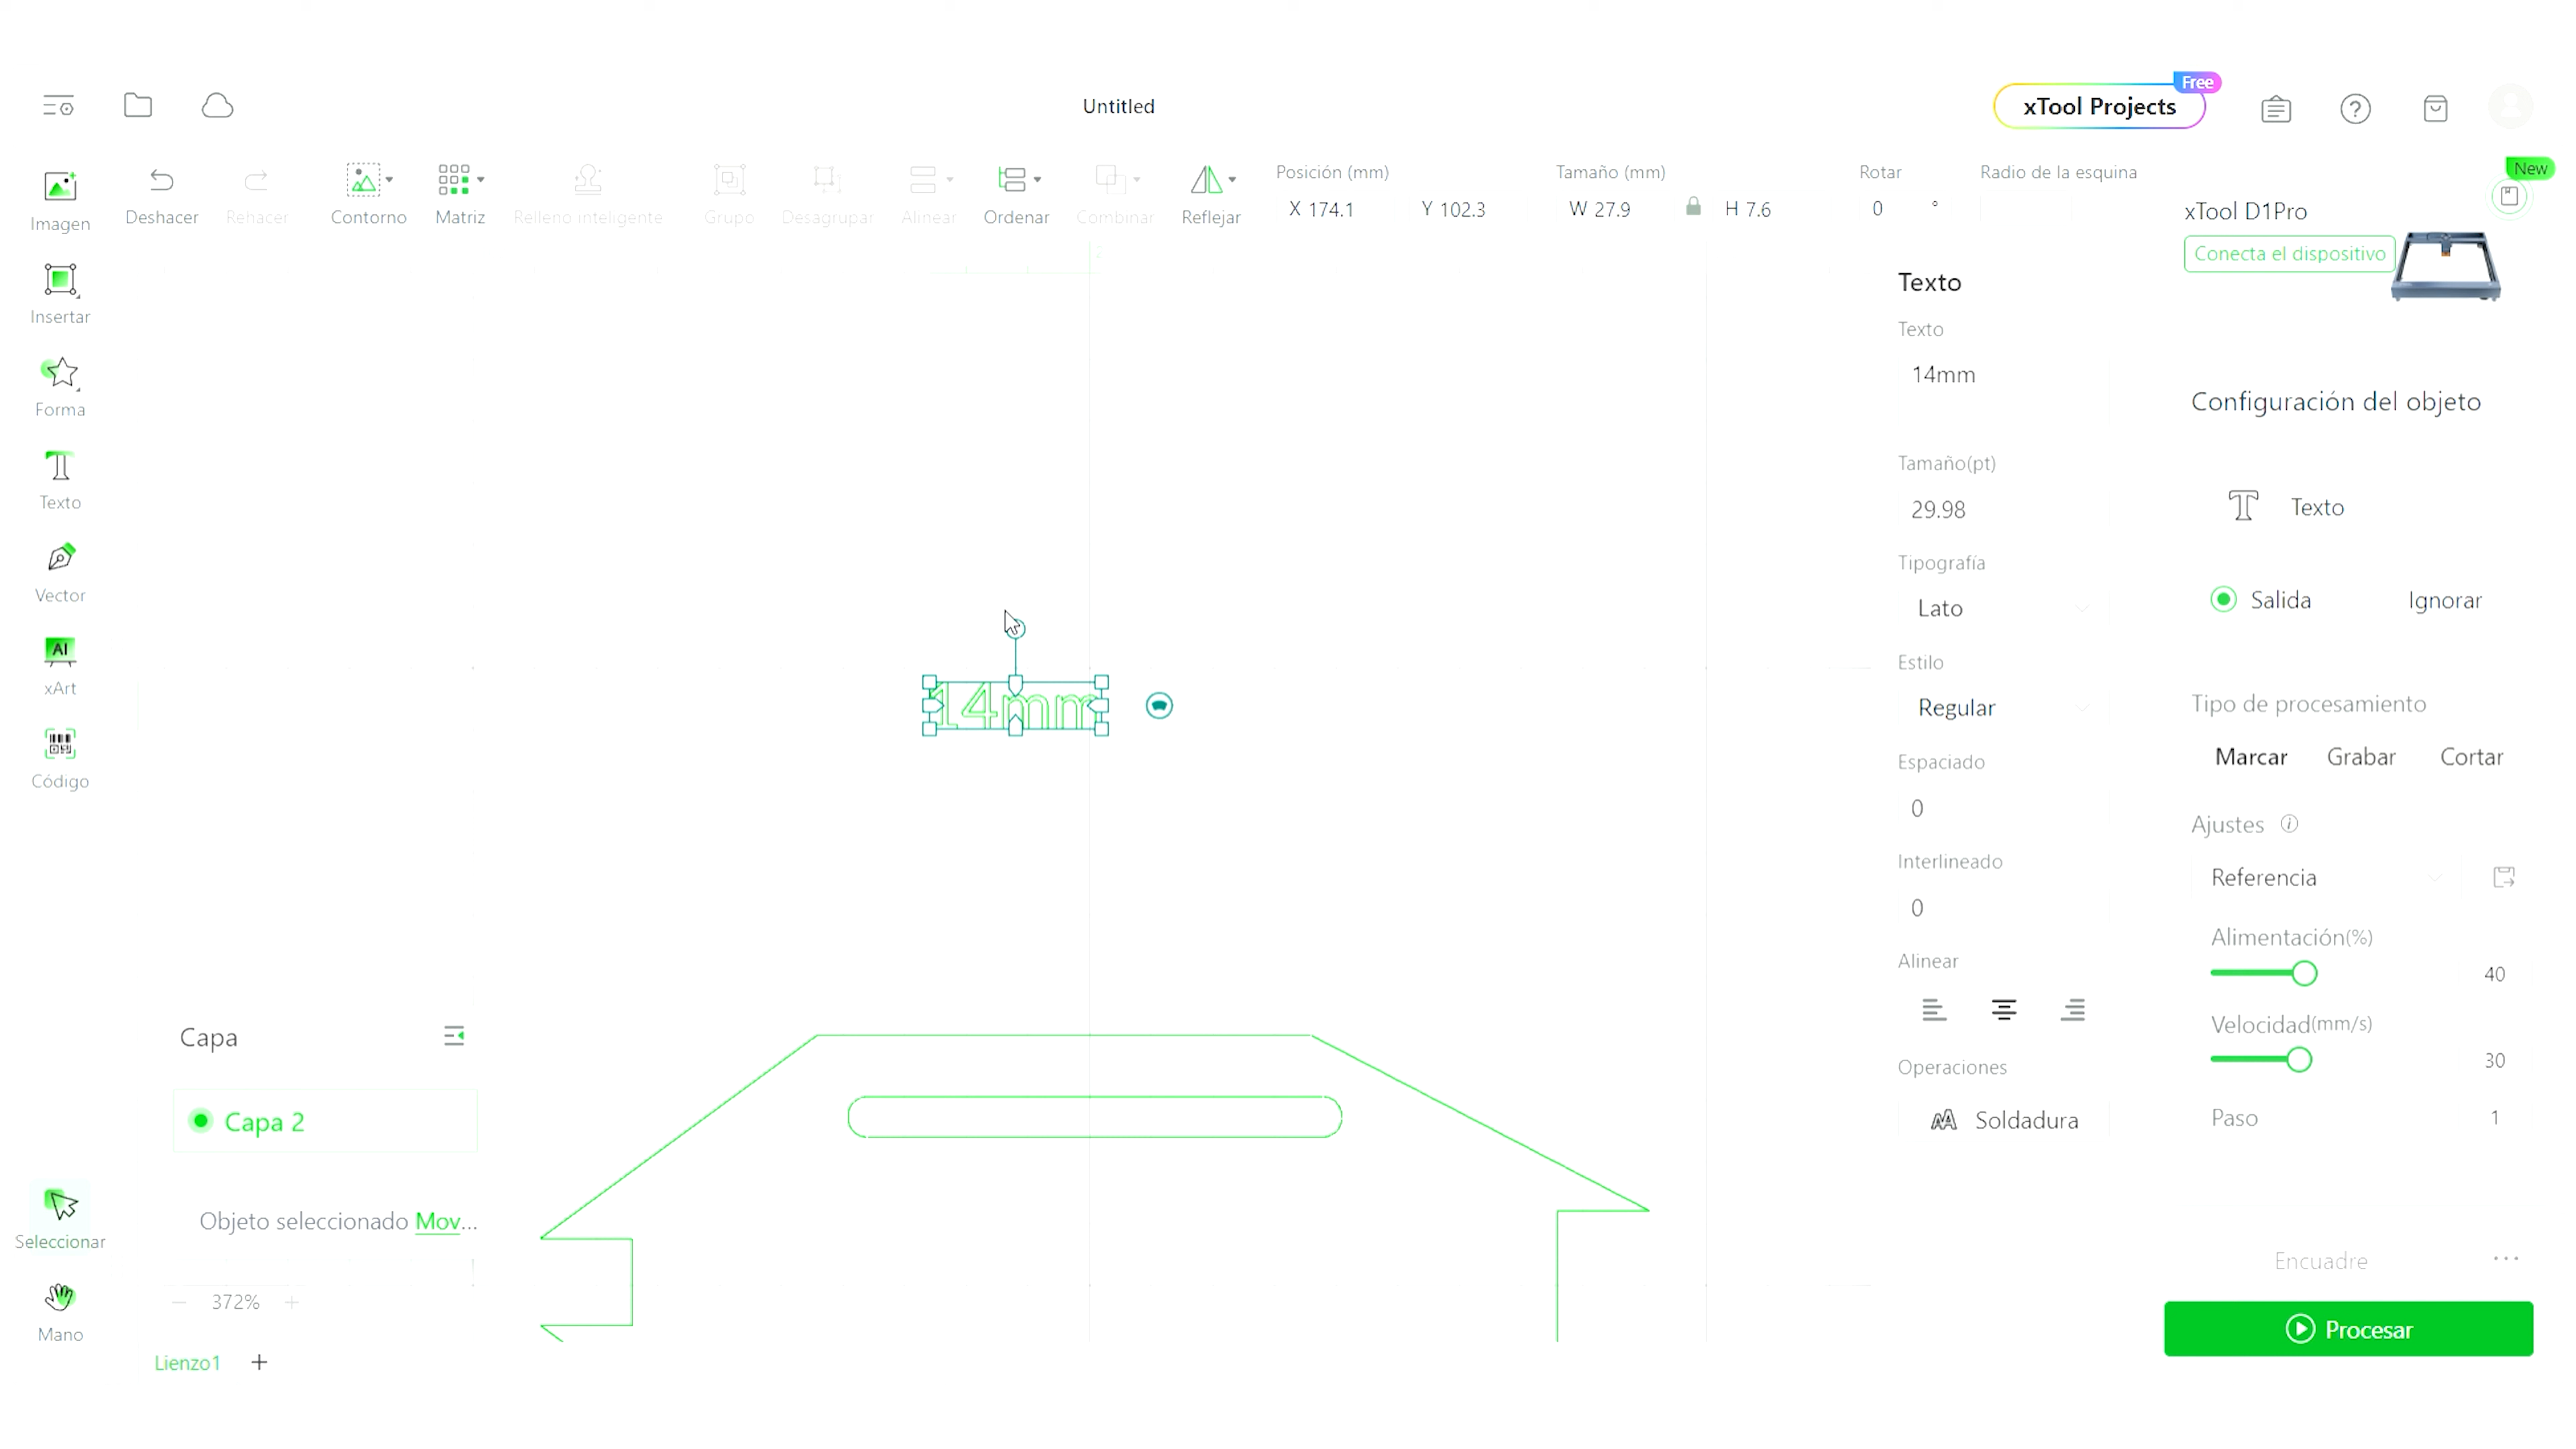 Untitled
xTool Projects
Free
Imagen
Deshacer
Rehacer
Contorno
Matriz
Relleno inteligente
Grupo
Desagrupar
Alinear
Ordenar
Combinar
Reflejar
Posición (mm)
X 174.1
Y 102.3
Tamaño (mm)
W 27.9
H 7.6
Rotar
0 °
Radio de la esquina
New
xTool D1Pro
Conecta el dispositivo
Insertar
Forma
Texto
Vector
AI
xArt
Código
Seleccionar
Mano
14mm
Capa
Capa 2
Objeto seleccionado Mov...
372%
Lienzo1 +
Texto
Texto
14mm
Tamaño(pt)
29.98
Tipografía
Lato
Estilo
Regular
Espaciado
0
Interlineado
0
Alinear
Operaciones
Soldadura
Configuración del objeto
Texto
Salida
Ignorar
Tipo de procesamiento
Marcar
Grabar
Cortar
Ajustes
Referencia
Alimentación(%)
40
Velocidad(mm/s)
30
Paso
1
Encuadre
Procesar